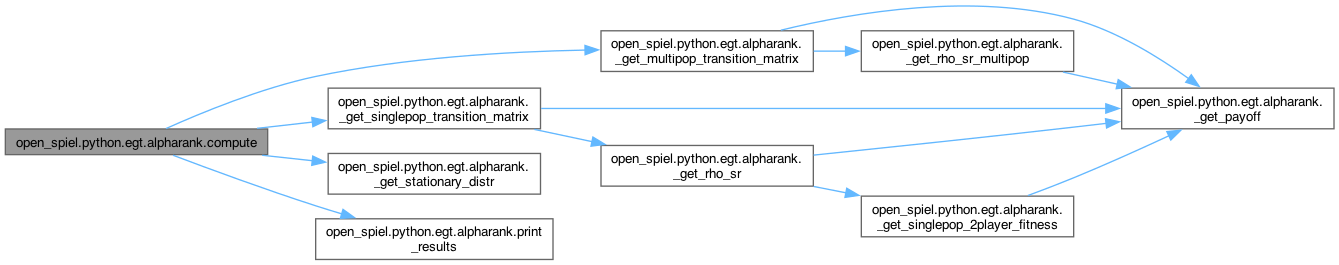 open_spiel.python.egt.alpharank.compute
open_spiel.python.egt.alpharank.
_get_multipop_transition_matrix
open_spiel.python.egt.alpharank.
_get_rho_sr_multipop
open_spiel.python.egt.alpharank.
_get_payoff
open_spiel.python.egt.alpharank.
_get_singlepop_transition_matrix
open_spiel.python.egt.alpharank.
_get_rho_sr
open_spiel.python.egt.alpharank.
_get_singlepop_2player_fitness
open_spiel.python.egt.alpharank.
_get_stationary_distr
open_spiel.python.egt.alpharank.print
_results